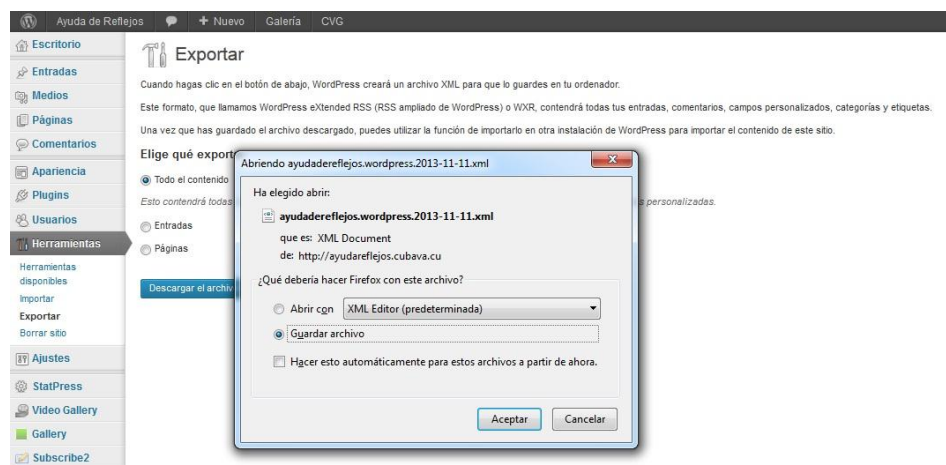 Ayuda de Reflejos + Nuevo Galería CVG
Escritorio
Entradas
Medios
Páginas
Comentarios
Apariencia
Plugins
Usuarios
Herramientas
Herramientas
disponibles
Importar
Exportar
Borrar sitio
Ajustes
StatPress
Video Gallery
Gallery
Subscribe2
Exportar
Cuando hagas clic en el botón de abajo, WordPress creará un archivo XML para que lo guardes en tu ordenador.
Este formato, que llamamos WordPress eXtended RSS (RSS ampliado de WordPress) o WXR, contendrá todas tus entradas, comentarios, campos personalizados, categorías y etiquetas.
Una vez que has guardado el archivo descargado, puedes utilizar la función de importarlo en otra instalación de WordPress para importar el contenido de este sitio.
Elige qué export
Todo el contenido
Esto contendrá todas s personalizadas.
Entradas
Páginas
Descargar el archiv
Abriendo ayudadereflejos.wordpress.2013-11-11.xml
Ha elegido abrir:
ayudadereflejos.wordpress.2013-11-11.xml
que es: XML Document
de: http://ayudareflejos.cubava.cu
¿Qué debería hacer Firefox con este archivo?
Abrir con XML Editor (predeterminada)
Guardar archivo
Hacer esto automáticamente para estos archivos a partir de ahora.
Aceptar Cancelar